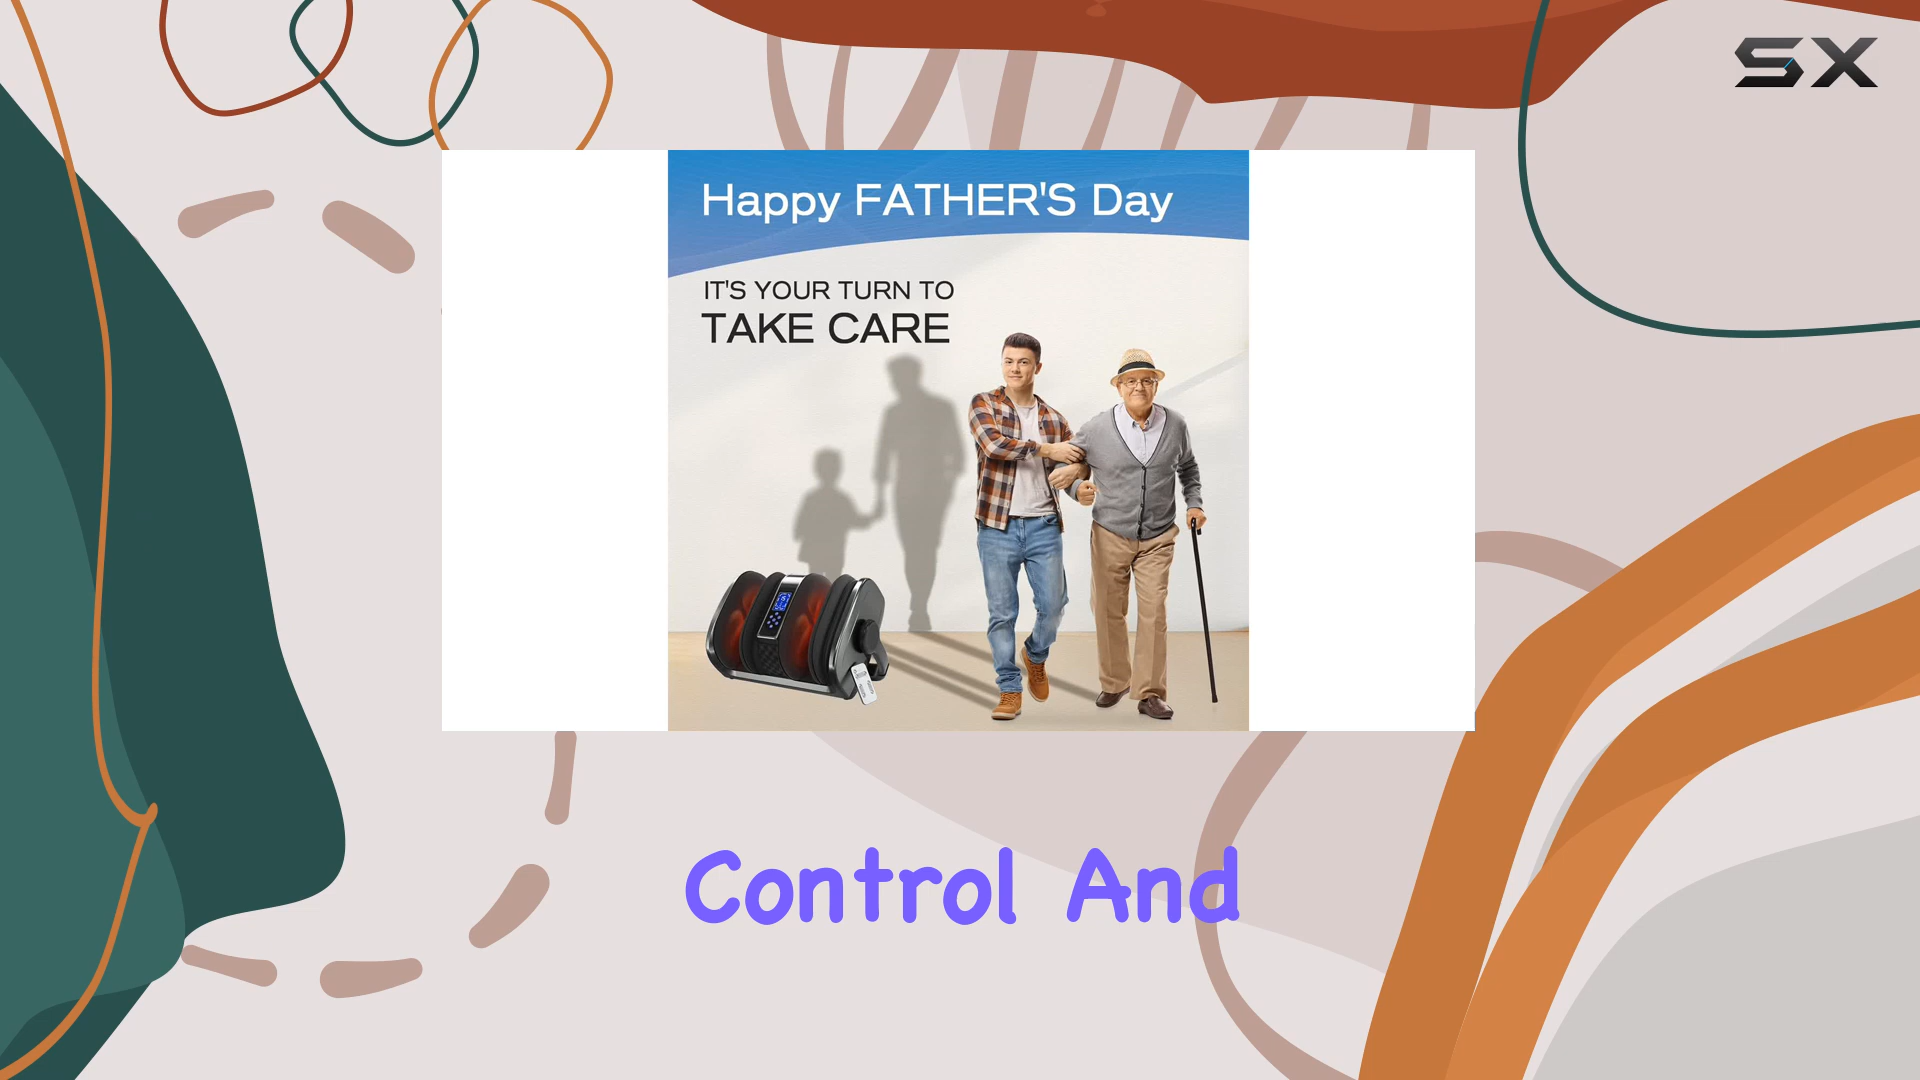 SX
Happy FATHER'S Day
IT'S YOUR TURN TO
TAKE CARE
Control And